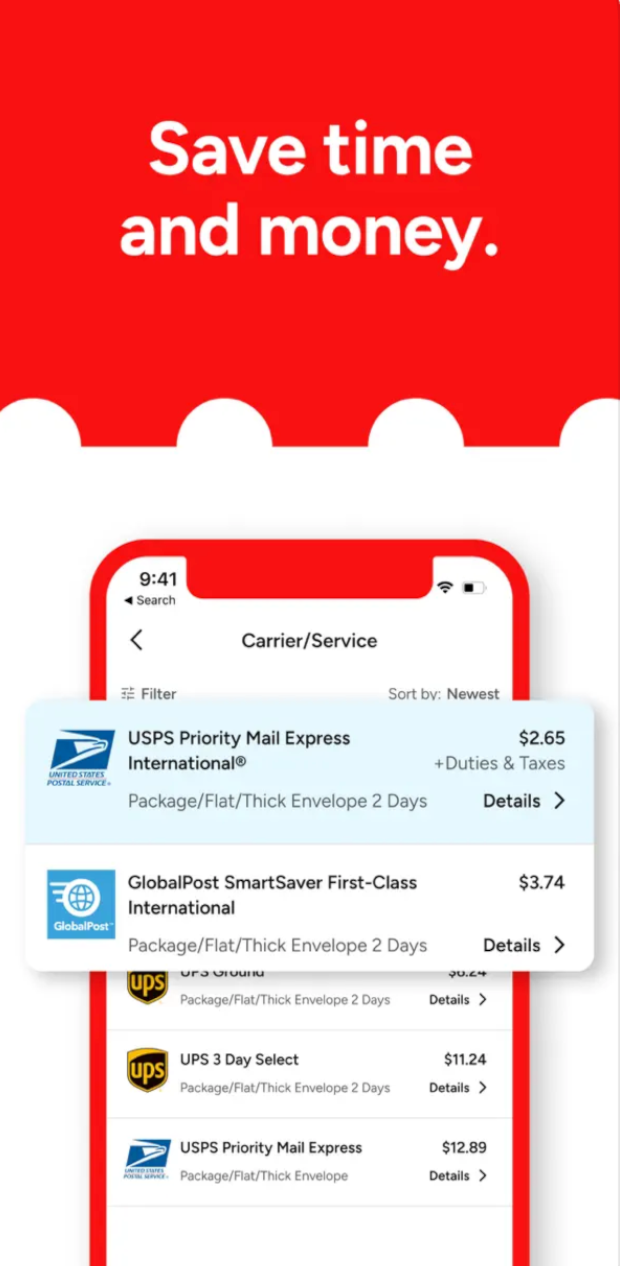 Save time
and money.
9:41
◀ Search
Carrier/Service
Filter
Sort by: Newest
USPS Priority Mail Express $2.65
International® +Duties & Taxes
UNITED STATES
POSTAL SERVICE®
Package/Flat/Thick Envelope 2 Days Details
GlobalPost SmartSaver First-Class $3.74
International
GlobalPost™
Package/Flat/Thick Envelope 2 Days Details
UPS Ground $6.24
ups
Package/Flat/Thick Envelope 2 Days Details
UPS 3 Day Select $11.24
ups
Package/Flat/Thick Envelope 2 Days Details
USPS Priority Mail Express $12.89
UNITED STATES
POSTAL SERVICE®
Package/Flat/Thick Envelope Details